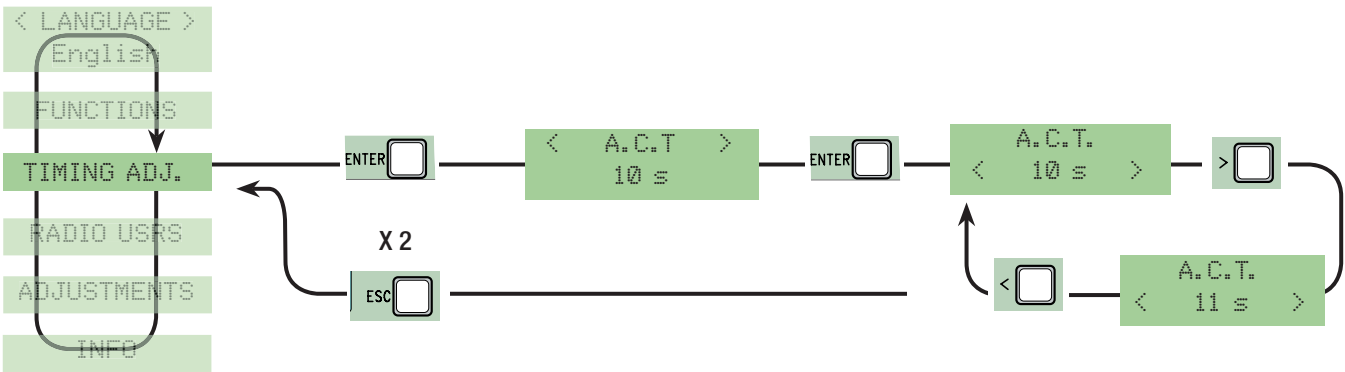 < LANGUAGE >
English
FUNCTIONS
TIMING ADJ.
RADIO USRS
ADJUSTMENTS
INFO
ENTER
< A.C.T >
10 s
ENTER
A.C.T.
< 10 s >
>
X 2
ESC
<
A.C.T.
< 11 s >